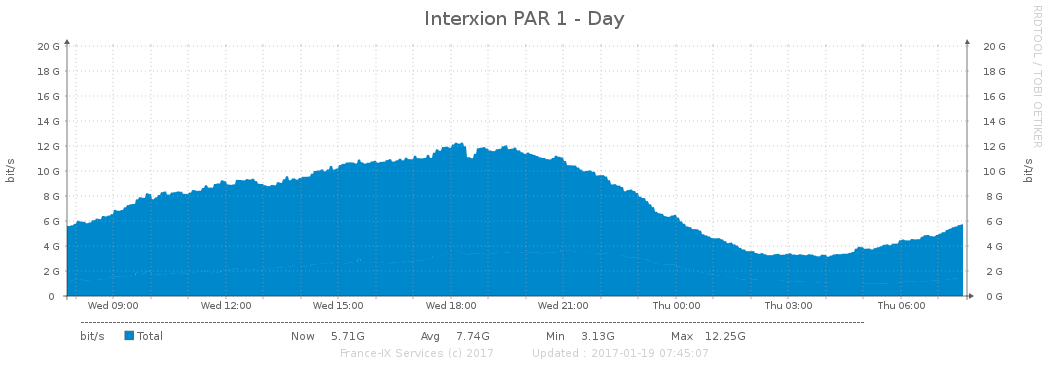 Interxion PAR 1 - Day
RRDTOOL / TOBI OETIKER
bit/s
20 G 20 G
18 G 18 G
16 G 16 G
14 G 14 G
12 G 12 G
10 G 10 G
8 G 8 G
6 G 6 G
4 G 4 G
2 G 2 G
0 0 G
bit/s
Wed 09:00 Wed 12:00 Wed 15:00 Wed 18:00 Wed 21:00 Thu 00:00 Thu 03:00 Thu 06:00
bit/s Total Now 5.71G Avg 7.74G Min 3.13G Max 12.25G
France-IX Services (c) 2017 Updated : 2017-01-19 07:45:07